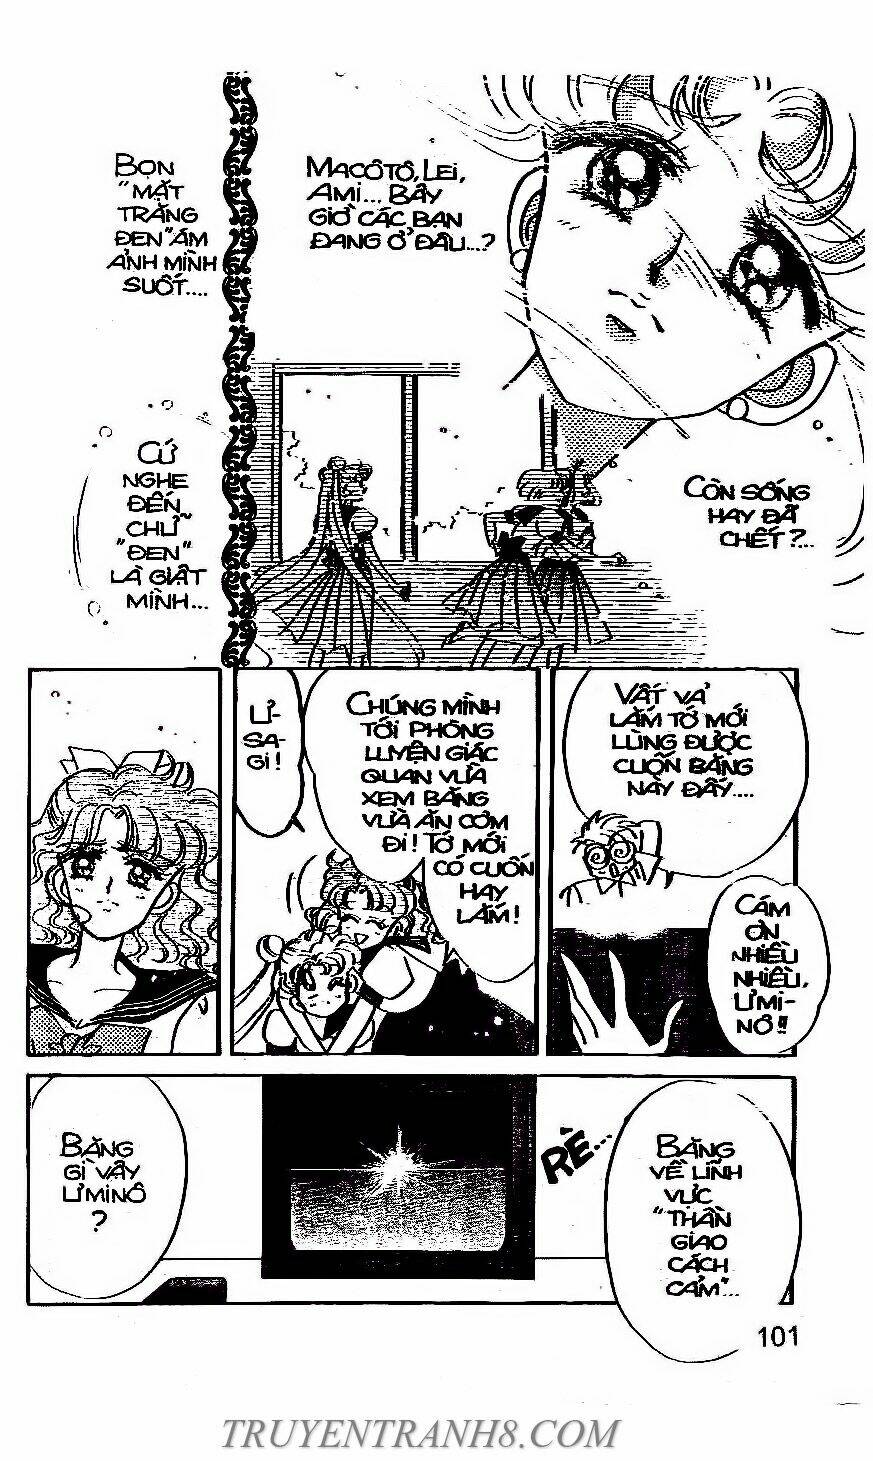 BỌN
"MẶT
TRĂNG
ĐEN" ÁM
ẢNH MÌNH
SUỐT....
MACÔTÔ, LEI,
AMI... BÂY
GIỜ CÁC BẠN
ĐANG Ở ĐÂU...?
CỨ
NGHE
ĐẾN
CHỮ
"ĐEN"
LÀ GIẬT
MÌNH...
CÒN SỐNG
HAY ĐÃ
CHẾT?...
Ư-
SA-
GI!
CHÚNG MÌNH
TỚI PHÒNG
LUYỆN GIÁC
QUAN VỪA
XEM BĂNG
VỪA ĂN CƠM
ĐI! TỚ MỚI
CÓ CUỐN
HAY
LẮM!
VẤT VẢ
LẮM TỚ MỚI
LÙNG ĐƯỢC
CUỐN BĂNG
NÀY ĐẤY....
CÁM
ƠN
NHIỀU
NHIỀU,
ƯMI-
NÔ!!
BĂNG
GÌ VẬY
ƯMINÔ
?
RÈ...
BĂNG
VỀ LĨNH
VỰC
"THẦN
GIAO
CÁCH
CẢM"...
101
TRUYENTRANH8.COM